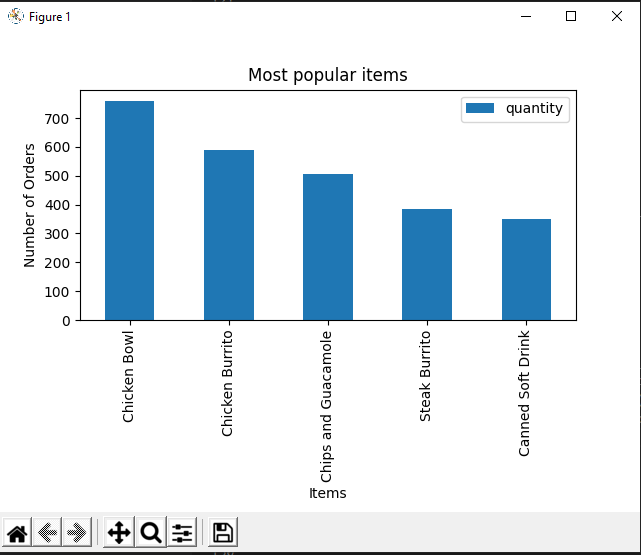 Figure 1
Most popular items
quantity
Number of Orders
700
600
500
400
300
200
100
0
Chicken Bowl
Chicken Burrito
Chips and Guacamole
Steak Burrito
Canned Soft Drink
Items